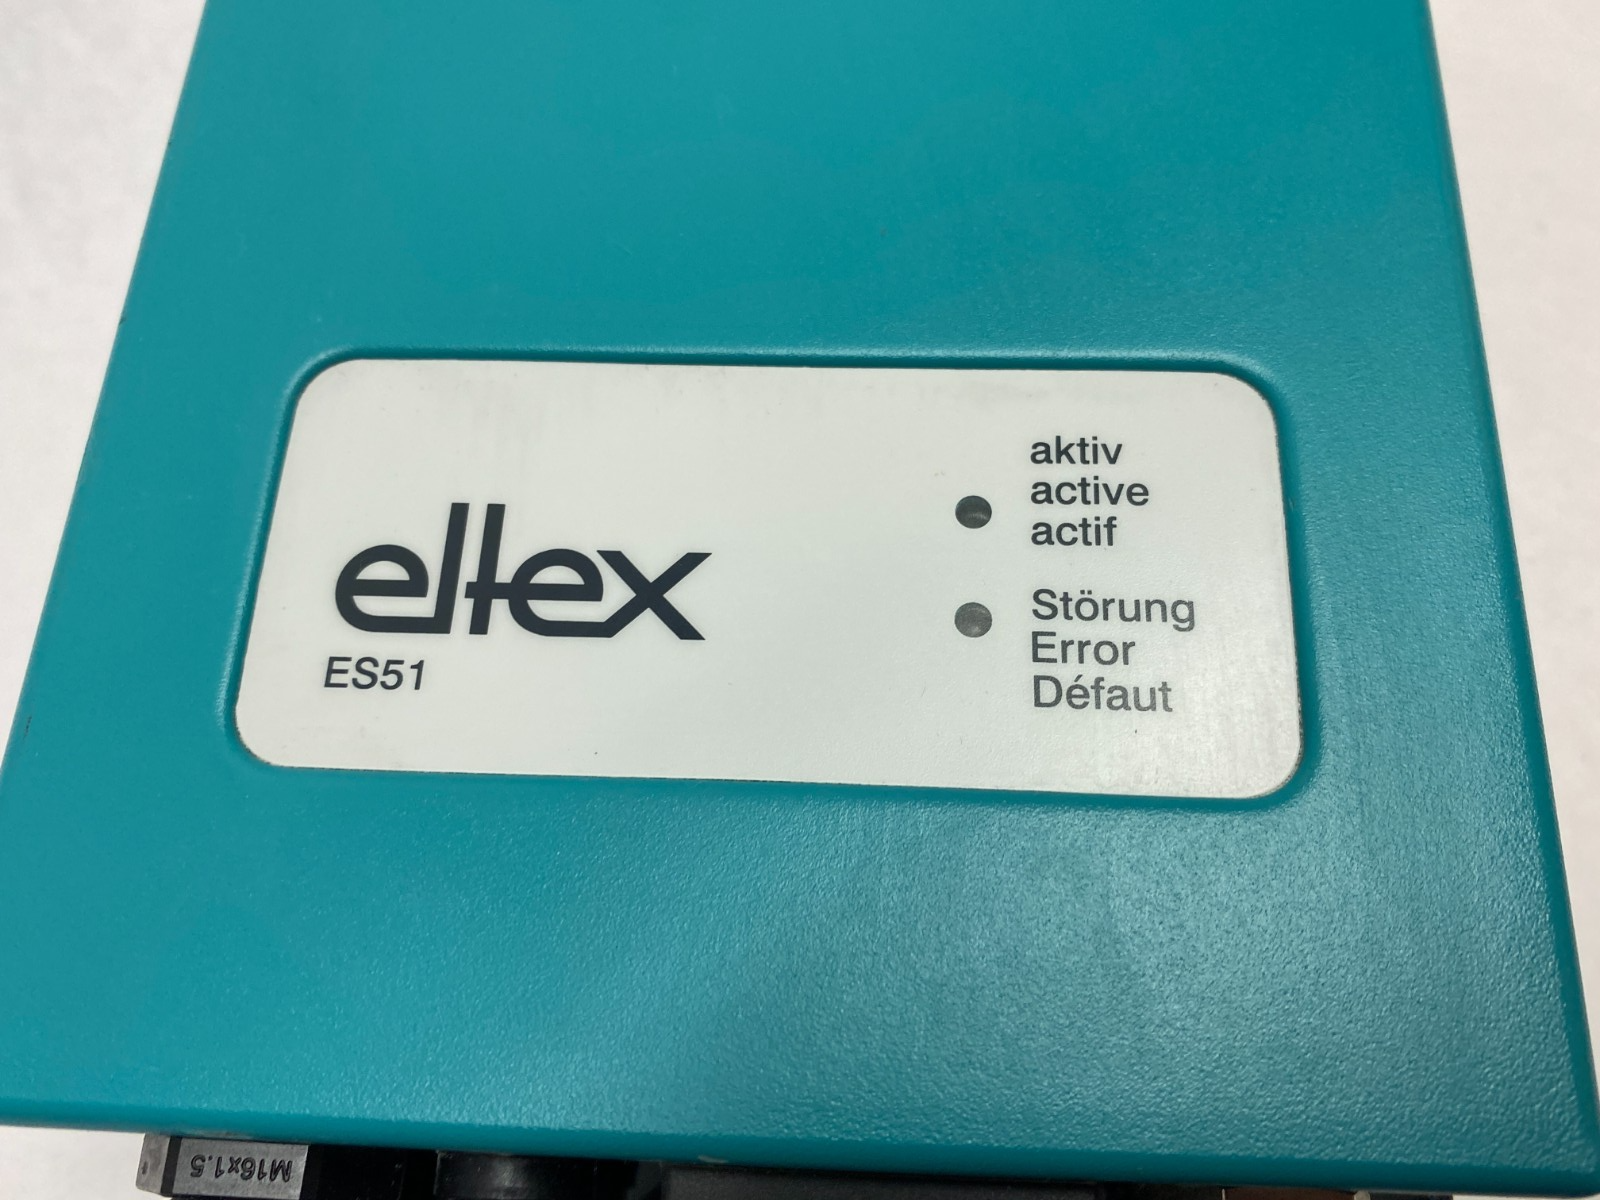 eltex
ES51
aktiv
active
actif
Störung
Error
Défaut
M16x1.5